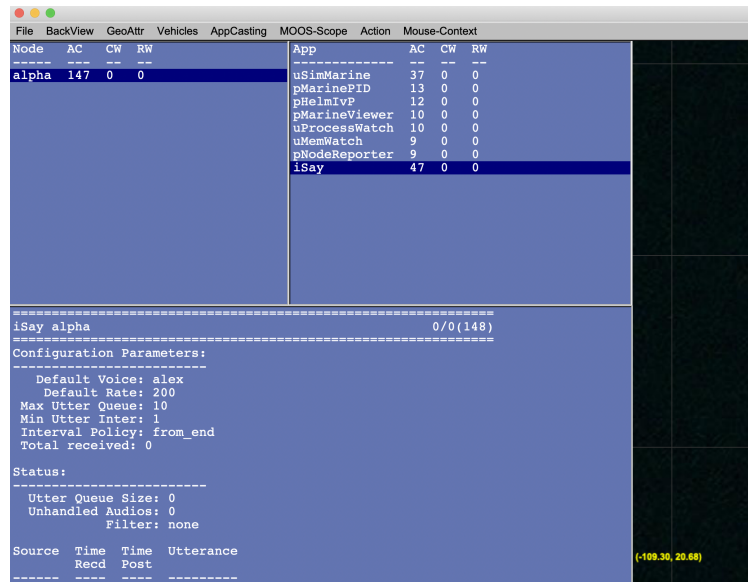 File BackView GeoAttr Vehicles AppCasting MOOS-Scope Action Mouse-Context
Node AC CW RW
----- --- -- --
alpha 147 0 0
App AC CW RW
------------- -- -- --
uSimMarine 37 0 0
pMarinePID 13 0 0
pHelmIvP 12 0 0
pMarineViewer 10 0 0
uProcessWatch 10 0 0
uMemWatch 9 0 0
pNodeReporter 9 0 0
iSay 47 0 0
==============================================================
iSay alpha 0/0(148)
==============================================================
Configuration Parameters:
-------------------------
Default Voice: alex
Default Rate: 200
Max Utter Queue: 10
Min Utter Inter: 1
Interval Policy: from_end
Total received: 0
Status:
-------------------------
Utter Queue Size: 0
Unhandled Audios: 0
Filter: none
Source Time Time Utterance
Recd Post
------ ---- ---- ---------
(-109.30, 20.68)